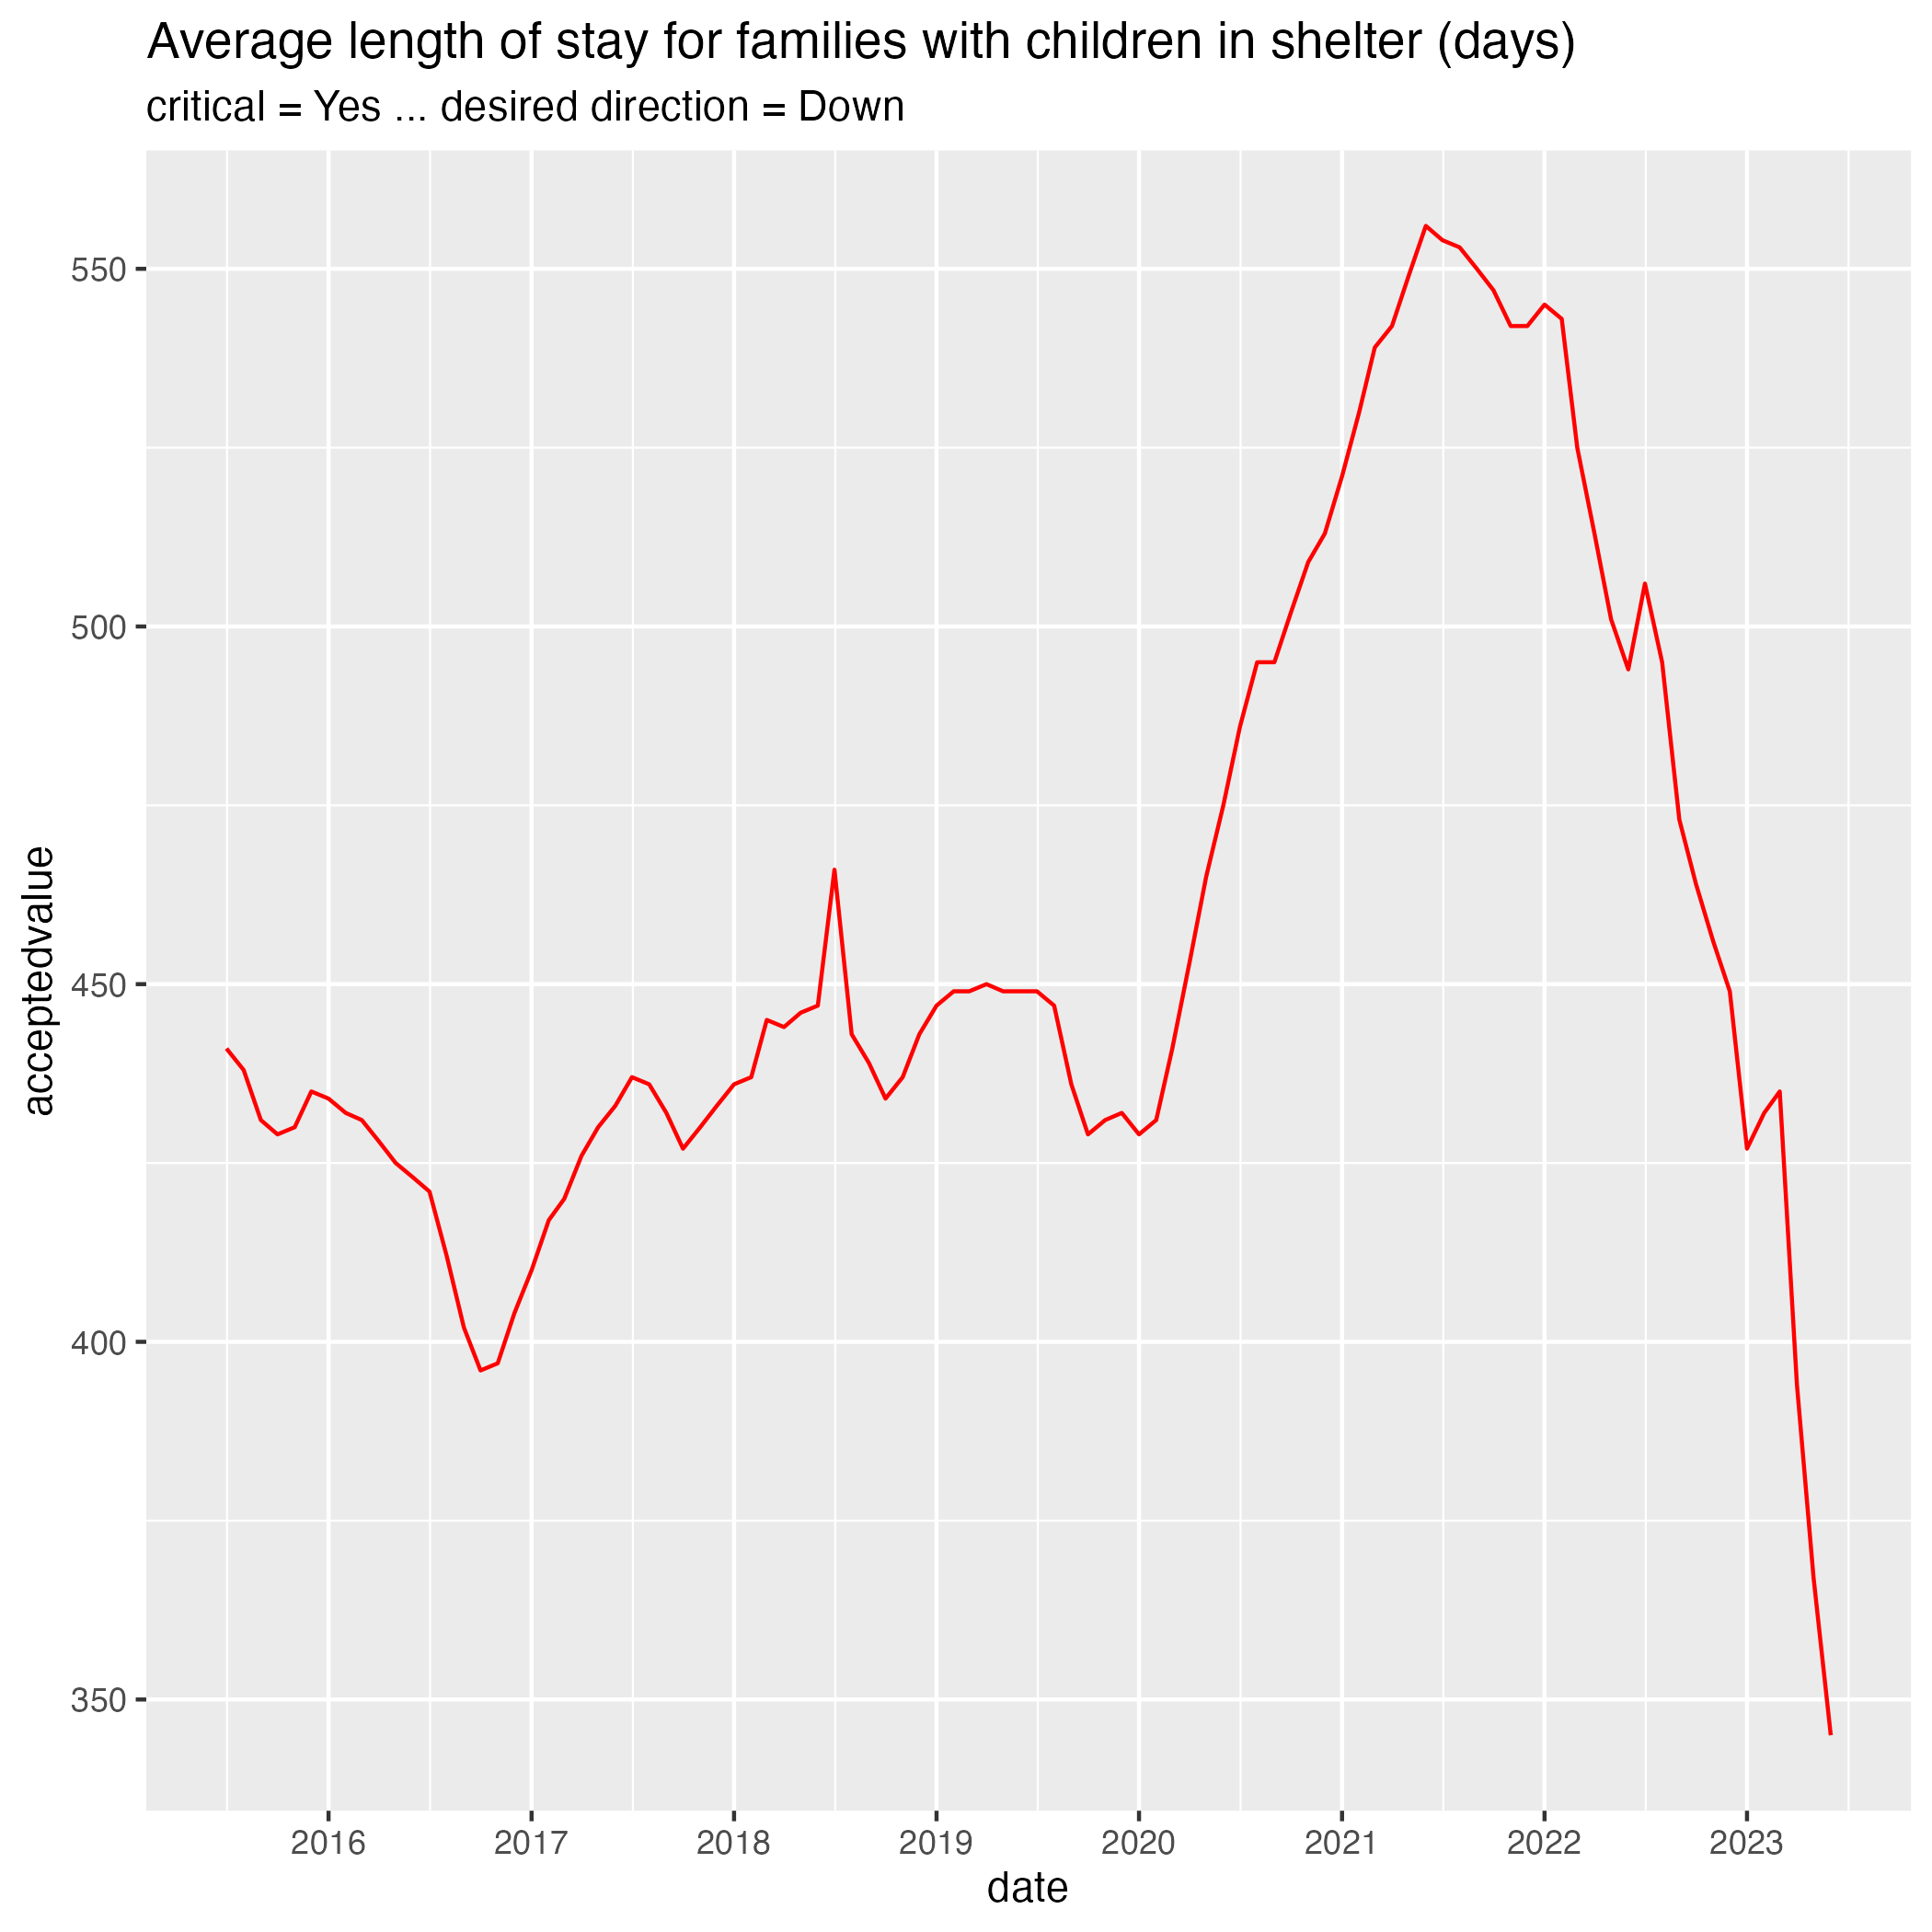 Average length of stay for families with children in shelter (days)
critical = Yes ... desired direction = Down
acceptedvalue
550
500
450
400
350
2016 2017 2018 2019 2020 2021 2022 2023
date